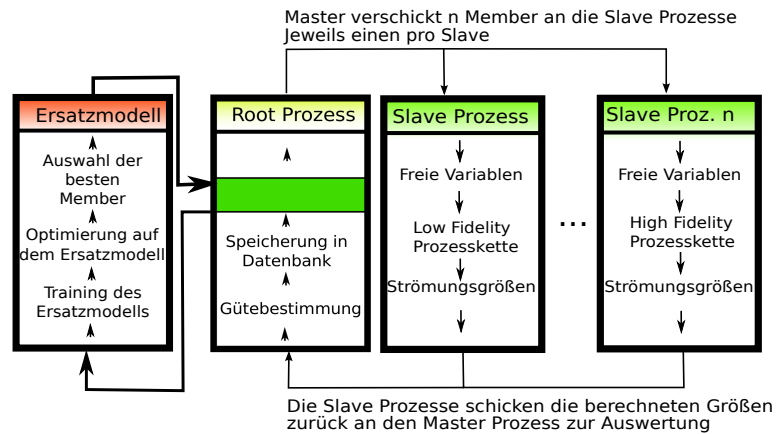 Master verschickt n Member an die Slave Prozesse
Jeweils einen pro Slave
Ersatzmodell
Auswahl der
besten
Member
Optimierung auf
dem Ersatzmodell
Training des
Ersatzmodells
Root Prozess
Speicherung in
Datenbank
Gütebestimmung
Slave Prozess
Freie Variablen
Low Fidelity
Prozesskette
Strömungsgrößen
...
Slave Proz. n
Freie Variablen
High Fidelity
Prozesskette
Strömungsgrößen
Die Slave Prozesse schicken die berechneten Größen
zurück an den Master Prozess zur Auswertung